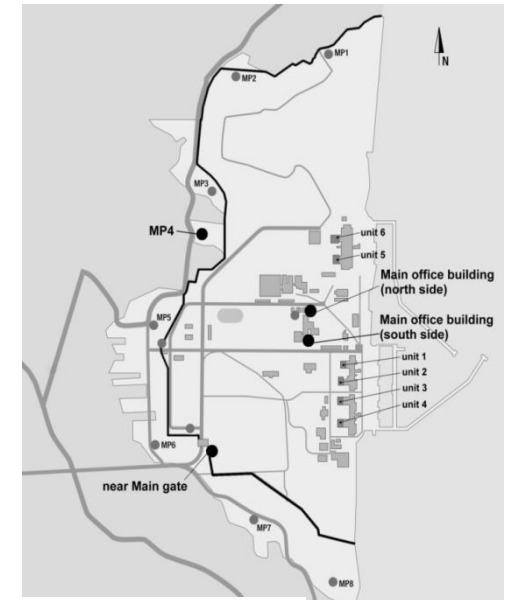 MP1
N
MP2
MP3
MP4
unit 6
unit 5
Main office building
(north side)
Main office building
(south side)
MP5
unit 1
unit 2
unit 3
unit 4
MP6
near Main gate
MP7
MP8